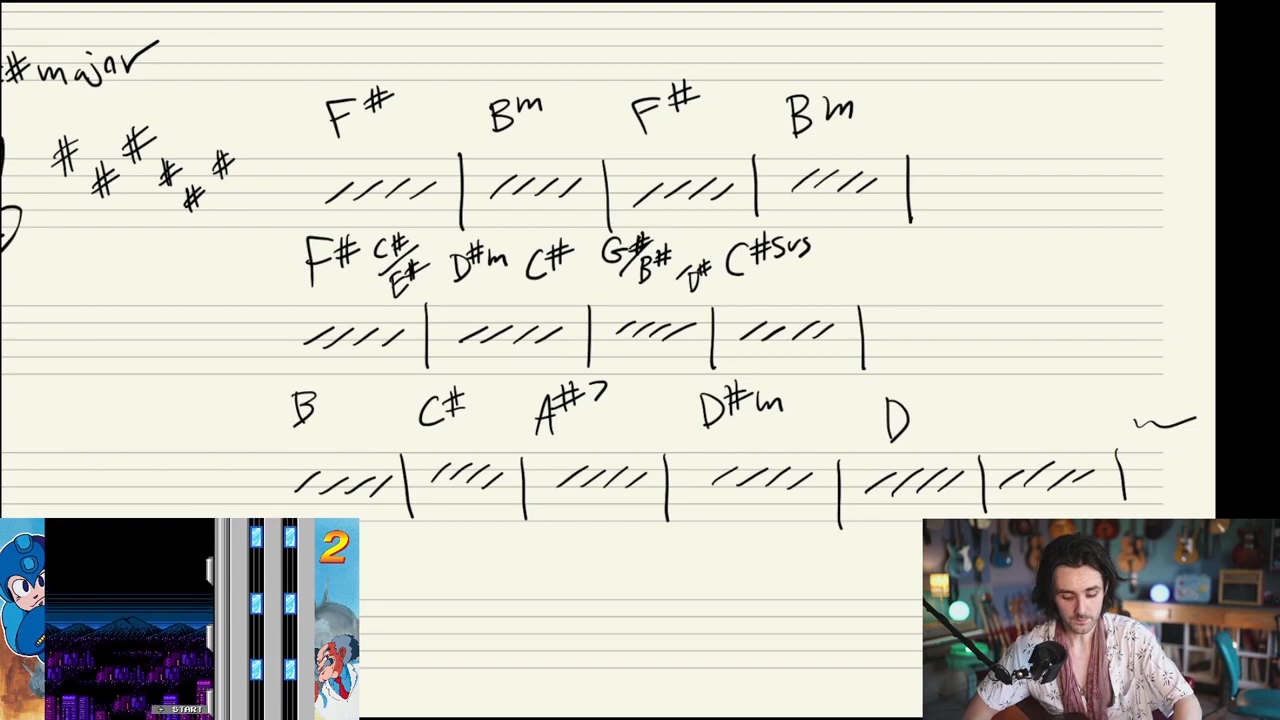 # major
# # # # # #
F# Bm F# Bm
F# C#/E# D#m C# G#/B# /D# C#sus
B C# A#7 D#m D
2
START